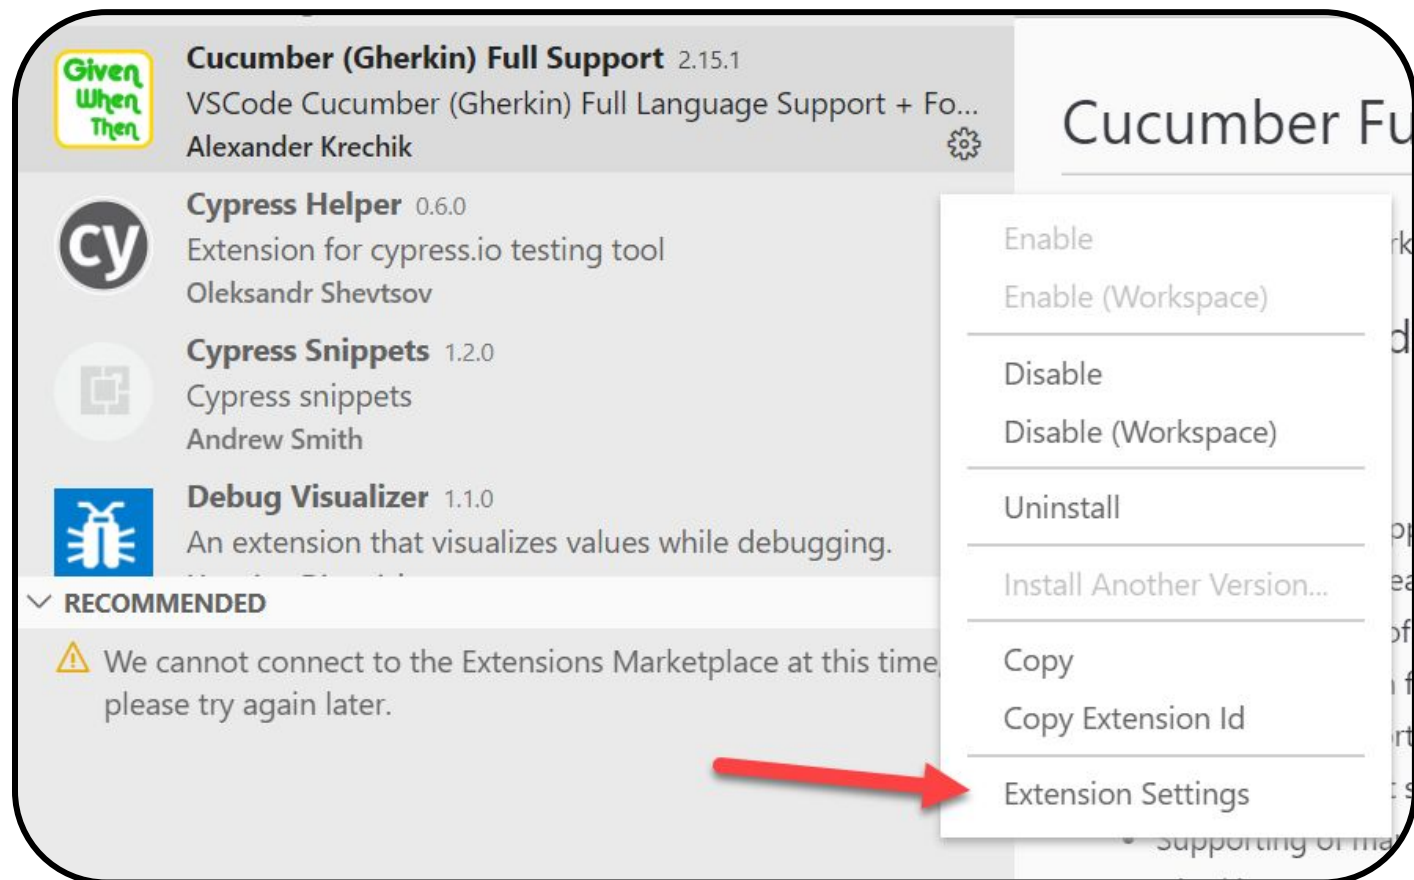 Given
When
Then
Cucumber (Gherkin) Full Support 2.15.1
VSCode Cucumber (Gherkin) Full Language Support + Fo...
Alexander Krechik
cy
Cypress Helper 0.6.0
Extension for cypress.io testing tool
Oleksandr Shevtsov
Cypress Snippets 1.2.0
Cypress snippets
Andrew Smith
Debug Visualizer 1.1.0
An extension that visualizes values while debugging.
RECOMMENDED
We cannot connect to the Extensions Marketplace at this time,
please try again later.
Cucumber Fu
Enable
Enable (Workspace)
Disable
Disable (Workspace)
Uninstall
Install Another Version...
Copy
Copy Extension Id
Extension Settings
Supporting of